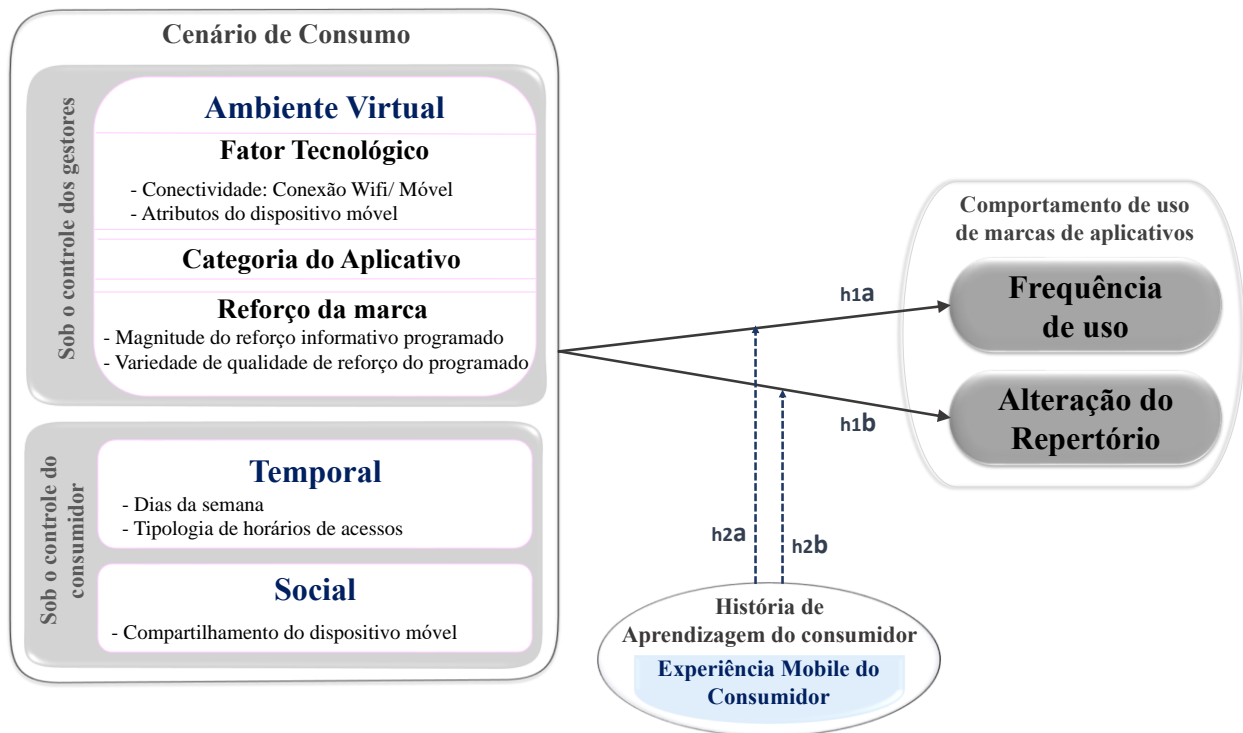 Cenário de Consumo
Sob o controle dos gestores
Ambiente Virtual
Fator Tecnológico
- Conectividade: Conexão Wifi/ Móvel
- Atributos do dispositivo móvel
Categoria do Aplicativo
Reforço da marca
- Magnitude do reforço informativo programado
- Variedade de qualidade de reforço do programado
Sob o controle do
consumidor
Temporal
- Dias da semana
- Tipologia de horários de acessos
Social
- Compartilhamento do dispositivo móvel
h1a
h1b
h2a
h2b
História de
Aprendizagem do consumidor
Experiência Mobile do
Consumidor
Comportamento de uso
de marcas de aplicativos
Frequência
de uso
Alteração do
Repertório